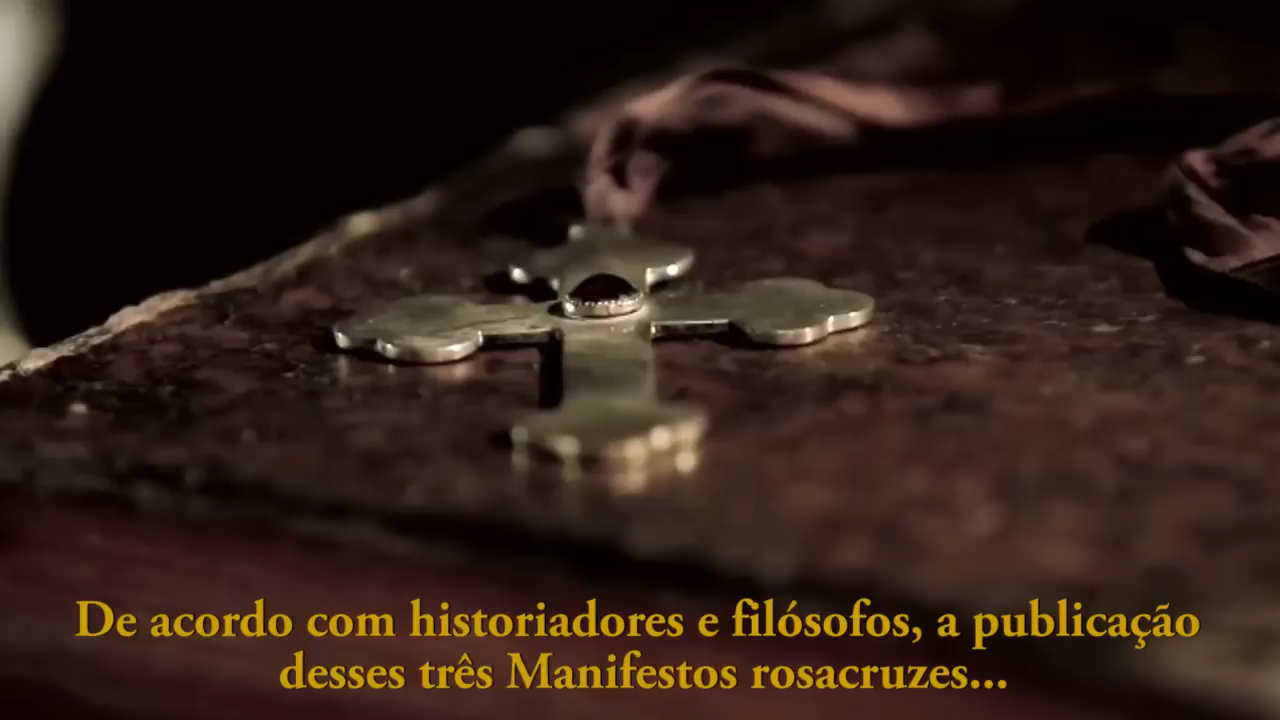 De acordo com historiadores e filósofos, a publicação
desses três Manifestos rosacruzes...